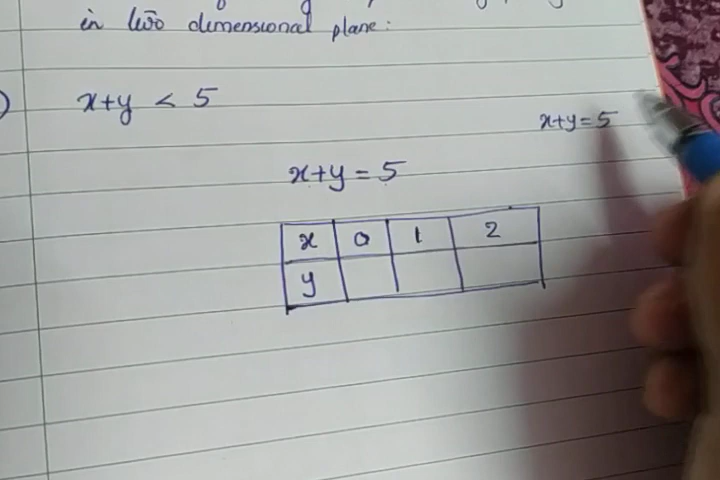 in two dimensional plane:
) x+y < 5
x+y=5
x+y = 5
x 0 1 2
y